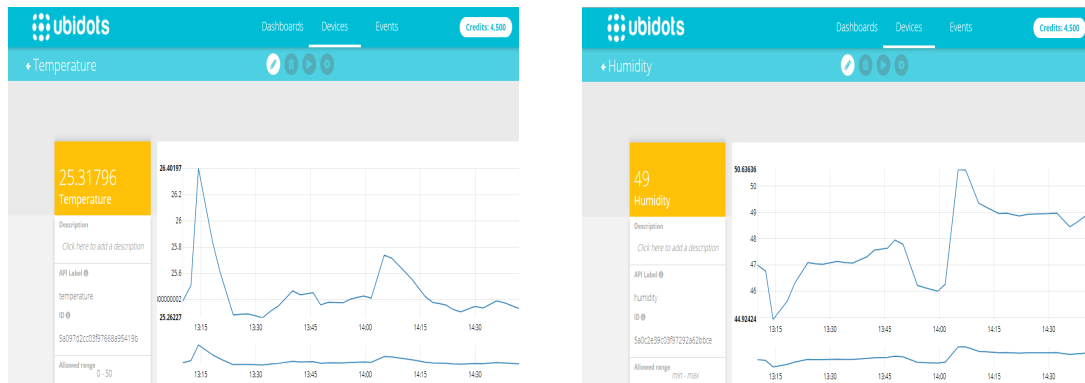 ubidots
Dashboards Devices Events
Credits: 4,500
Temperature
25.31796
Temperature
Description
Click here to add a description
API Label
temperature
ID
5a097d2cc03f97668a95419b
Allowed range
0 - 50
26.40197
26.2
26
25.8
25.6
00000002
25.26227
13:15 13:30 13:45 14:00 14:15 14:30
13:15 13:30 13:45 14:00 14:15 14:30
ubidots
Dashboards Devices Events
Credits: 4,500
Humidity
49
Humidity
Description
Click here to add a description
API Label
humidity
ID
5a0c2e39c03f97292a62bbce
Allowed range
min - max
50.63636
50
49
48
47
46
44.92424
13:15 13:30 13:45 14:00 14:15 14:30
13:15 13:30 13:45 14:00 14:15 14:30